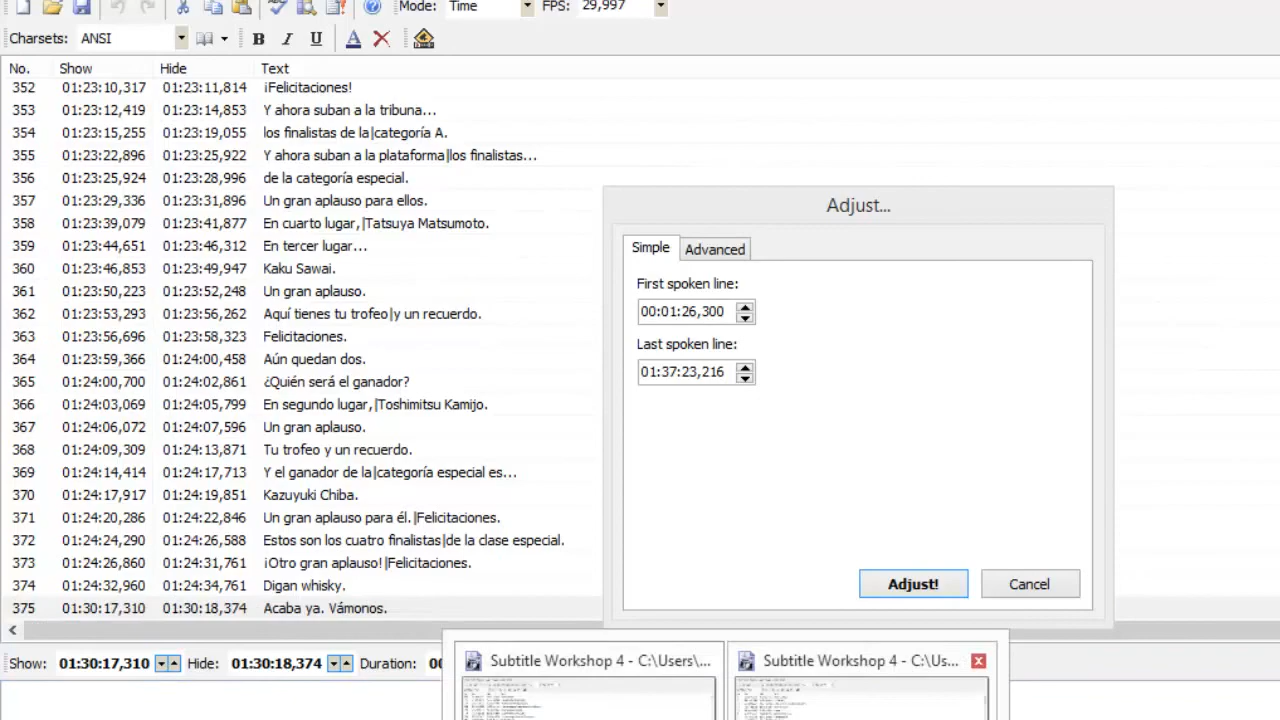 Mode: Time FPS: 29,997
Charsets: ANSI B I U A
No. Show Hide Text
352 01:23:10,317 01:23:11,814 ¡Felicitaciones!
353 01:23:12,419 01:23:14,853 Y ahora suban a la tribuna...
354 01:23:15,255 01:23:19,055 los finalistas de la|categoría A.
355 01:23:22,896 01:23:25,922 Y ahora suban a la plataforma|los finalistas...
356 01:23:25,924 01:23:28,996 de la categoría especial.
357 01:23:29,336 01:23:31,896 Un gran aplauso para ellos.
358 01:23:39,079 01:23:41,877 En cuarto lugar,|Tatsuya Matsumoto.
359 01:23:44,651 01:23:46,312 En tercer lugar...
360 01:23:46,853 01:23:49,947 Kaku Sawai.
361 01:23:50,223 01:23:52,248 Un gran aplauso.
362 01:23:53,293 01:23:56,262 Aquí tienes tu trofeo|y un recuerdo.
363 01:23:56,696 01:23:58,323 Felicitaciones.
364 01:23:59,366 01:24:00,458 Aún quedan dos.
365 01:24:00,700 01:24:02,861 ¿Quién será el ganador?
366 01:24:03,069 01:24:05,799 En segundo lugar,|Toshimitsu Kamijo.
367 01:24:06,072 01:24:07,596 Un gran aplauso.
368 01:24:09,309 01:24:13,871 Tu trofeo y un recuerdo.
369 01:24:14,414 01:24:17,713 Y el ganador de la|categoría especial es...
370 01:24:17,917 01:24:19,851 Kazuyuki Chiba.
371 01:24:20,286 01:24:22,846 Un gran aplauso para él.|Felicitaciones.
372 01:24:24,290 01:24:26,588 Estos son los cuatro finalistas|de la clase especial.
373 01:24:26,860 01:24:31,761 ¡Otro gran aplauso!|Felicitaciones.
374 01:24:32,960 01:24:34,761 Digan whisky.
375 01:30:17,310 01:30:18,374 Acaba ya. Vámonos.
Show: 01:30:17,310 Hide: 01:30:18,374 Duration: 00
Adjust...
Simple Advanced
First spoken line:
00:01:26,300
Last spoken line:
01:37:23,216
Adjust! Cancel
Subtitle Workshop 4 - C:\Users\... Subtitle Workshop 4 - C:\Us...